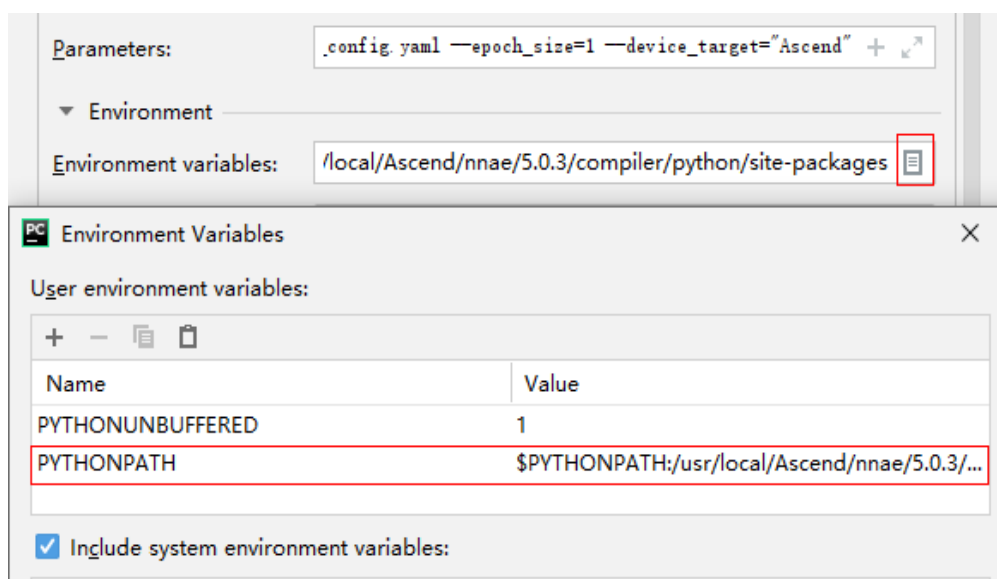 Parameters: _config.yaml —epoch_size=1 —device_target="Ascend"
Environment
Environment variables: /local/Ascend/nnae/5.0.3/compiler/python/site-packages
PC Environment Variables
User environment variables:
Name Value
PYTHONUNBUFFERED 1
PYTHONPATH $PYTHONPATH:/usr/local/Ascend/nnae/5.0.3/...
Include system environment variables: